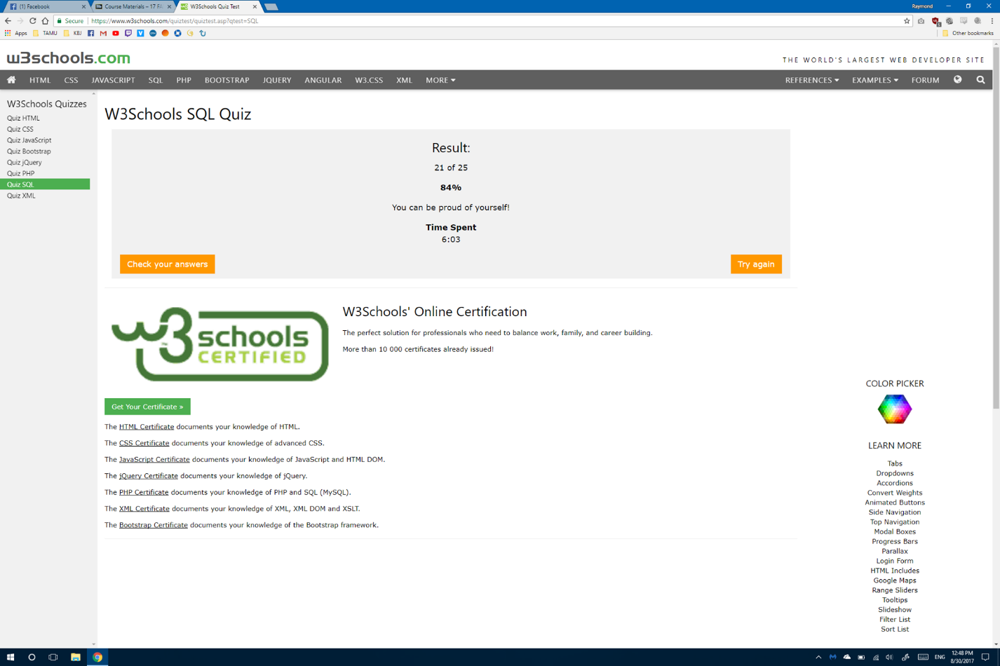 (1) Facebook
Course Materials – 17 FA
W3Schools Quiz Test
Raymond
Secure
https://www.w3schools.com/quiztest/quiztest.asp?qtest=SQL
Apps
TAMU
KBJ
Other bookmarks
w3schools.com
THE WORLD'S LARGEST WEB DEVELOPER SITE
HTML CSS JAVASCRIPT SQL PHP BOOTSTRAP JQUERY ANGULAR W3.CSS XML MORE REFERENCES EXAMPLES FORUM
W3Schools Quizzes
Quiz HTML
Quiz CSS
Quiz JavaScript
Quiz Bootstrap
Quiz jQuery
Quiz PHP
Quiz SQL
Quiz XML
W3Schools SQL Quiz
Result:
21 of 25
84%
You can be proud of yourself!
Time Spent
6:03
Check your answers
Try again
w3schools
CERTIFIED
W3Schools' Online Certification
The perfect solution for professionals who need to balance work, family, and career building.
More than 10 000 certificates already issued!
Get Your Certificate »
The HTML Certificate documents your knowledge of HTML.
The CSS Certificate documents your knowledge of advanced CSS.
The JavaScript Certificate documents your knowledge of JavaScript and HTML DOM.
The jQuery Certificate documents your knowledge of jQuery.
The PHP Certificate documents your knowledge of PHP and SQL (MySQL).
The XML Certificate documents your knowledge of XML, XML DOM and XSLT.
The Bootstrap Certificate documents your knowledge of the Bootstrap framework.
COLOR PICKER
LEARN MORE
Tabs
Dropdowns
Accordions
Convert Weights
Animated Buttons
Side Navigation
Top Navigation
Modal Boxes
Progress Bars
Parallax
Login Form
HTML Includes
Google Maps
Range Sliders
Tooltips
Slideshow
Filter List
Sort List
ENG
12:48 PM
8/30/2017